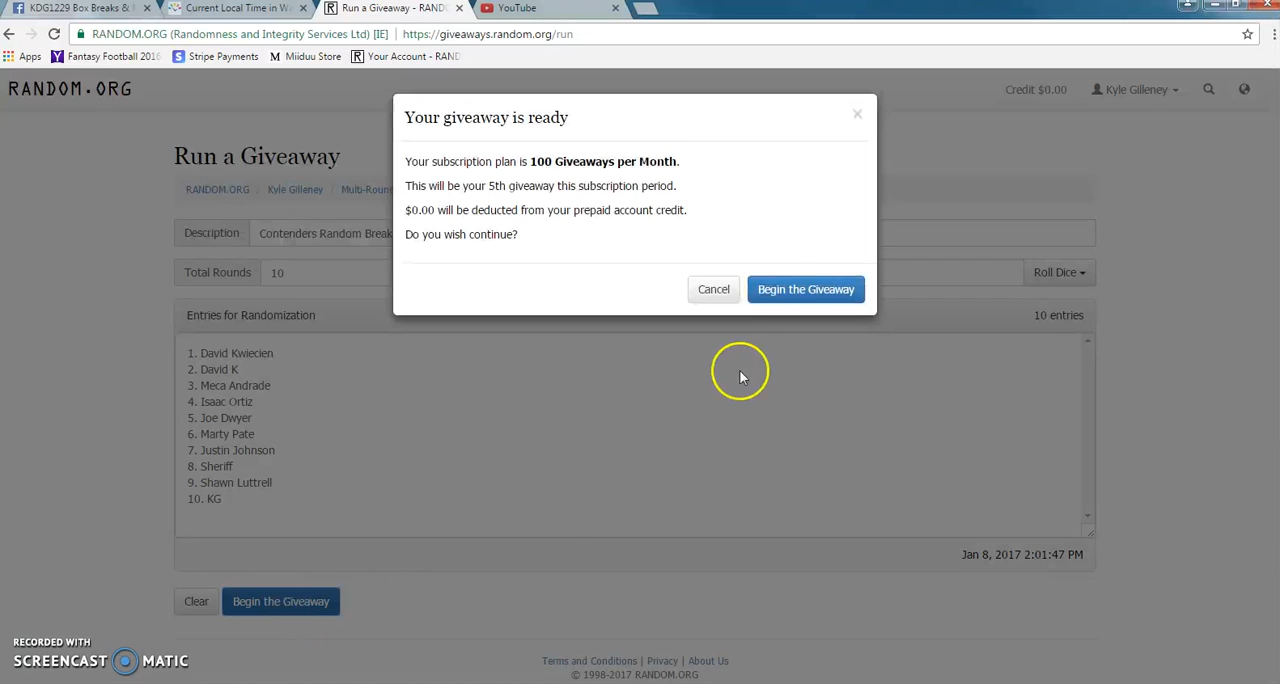 KDG1229 Box Breaks &
Current Local Time in W
Run a Giveaway - RAND
YouTube
RANDOM.ORG (Randomness and Integrity Services Ltd) [IE]
https://giveaways.random.org/run
Apps
Fantasy Football 2016
Stripe Payments
Miiduu Store
Your Account - RAND
RANDOM.ORG
Credit $0.00
Kyle Gilleney
Your giveaway is ready
×
Your subscription plan is 100 Giveaways per Month.
This will be your 5th giveaway this subscription period.
$0.00 will be deducted from your prepaid account credit.
Do you wish continue?
Cancel
Begin the Giveaway
Run a Giveaway
RANDOM.ORG
Kyle Gilleney
Multi-Roun
Description
Contenders Random Break
Total Rounds
10
Roll Dice
Entries for Randomization
10 entries
1. David Kwiecien
2. David K
3. Meca Andrade
4. Isaac Ortiz
5. Joe Dwyer
6. Marty Pate
7. Justin Johnson
8. Sheriff
9. Shawn Luttrell
10. KG
Jan 8, 2017 2:01:47 PM
Clear
Begin the Giveaway
RECORDED WITH
SCREENCAST MATIC
Terms and Conditions | Privacy | About Us
© 1998-2017 RANDOM.ORG